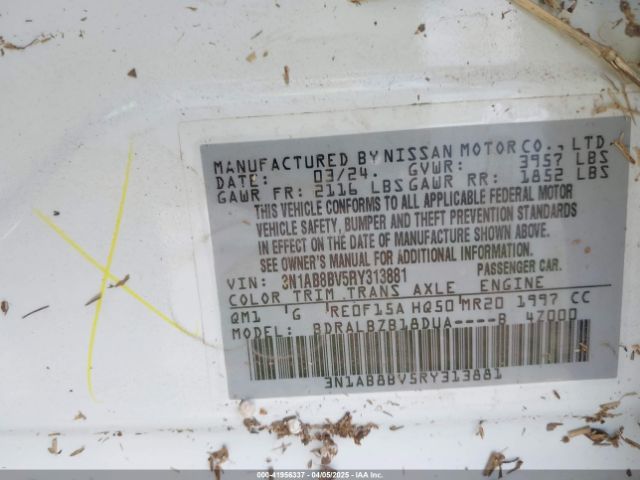 MANUFACTURED BY NISSAN MOTOR CO., LTD.
DATE: 03/24. GVWR: 3957 LBS
GAWR FR: 2116 LBS GAWR RR: 1852 LBS
THIS VEHICLE CONFORMS TO ALL APPLICABLE FEDERAL MOTOR
VEHICLE SAFETY, BUMPER AND THEFT PREVENTION STANDARDS
IN EFFECT ON THE DATE OF MANUFACTURE SHOWN ABOVE.
SEE OWNER'S MANUAL FOR ADDITIONAL INFORMATION.
VIN: 3N1AB8BV5RY313881 PASSENGER CAR.
COLOR TRIM TRANS AXLE ENGINE
QM1 G RE0F15A HQ50 MR20 1997 CC
MODEL: BDRALBZB18DUA----B 4Z000
3N1AB8BV5RY313881
000-41956337 - 04/05/2025 - IAA Inc.